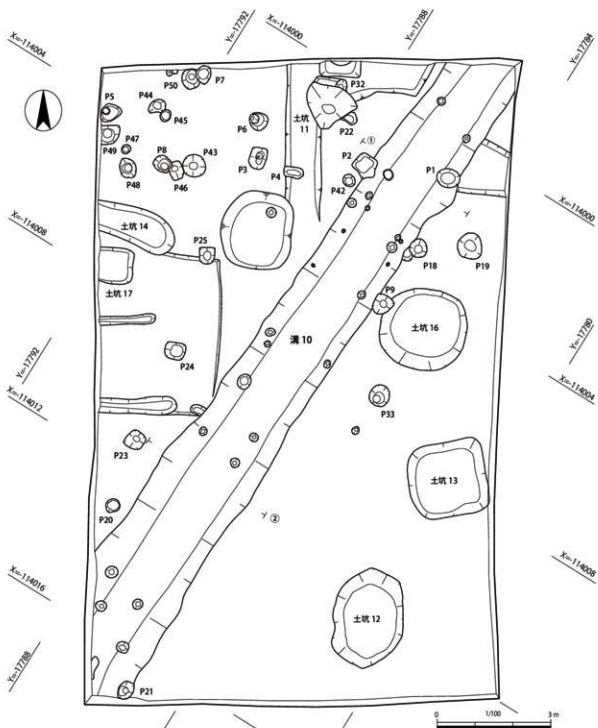 Y=-17792
X=-114000
Y=-17788
Y=-17784
X=-114004
P50
P7
P32
P5
P44
P45
土坑
11
P6
P22
①
P49
P47
P8
P43
P3
P4
P2
P1
P48
P46
P42
X=-114000
X=-114008
土坑 14
P25
P18
P19
土坑 17
P9
土坑 16
Y=-17780
溝 10
Y=-17792
P24
X=-114004
X=-114012
P33
P23
土坑 13
P20
②
X=-114008
X=-114016
土坑 12
Y=-17788
P21
0
1/100
3 m